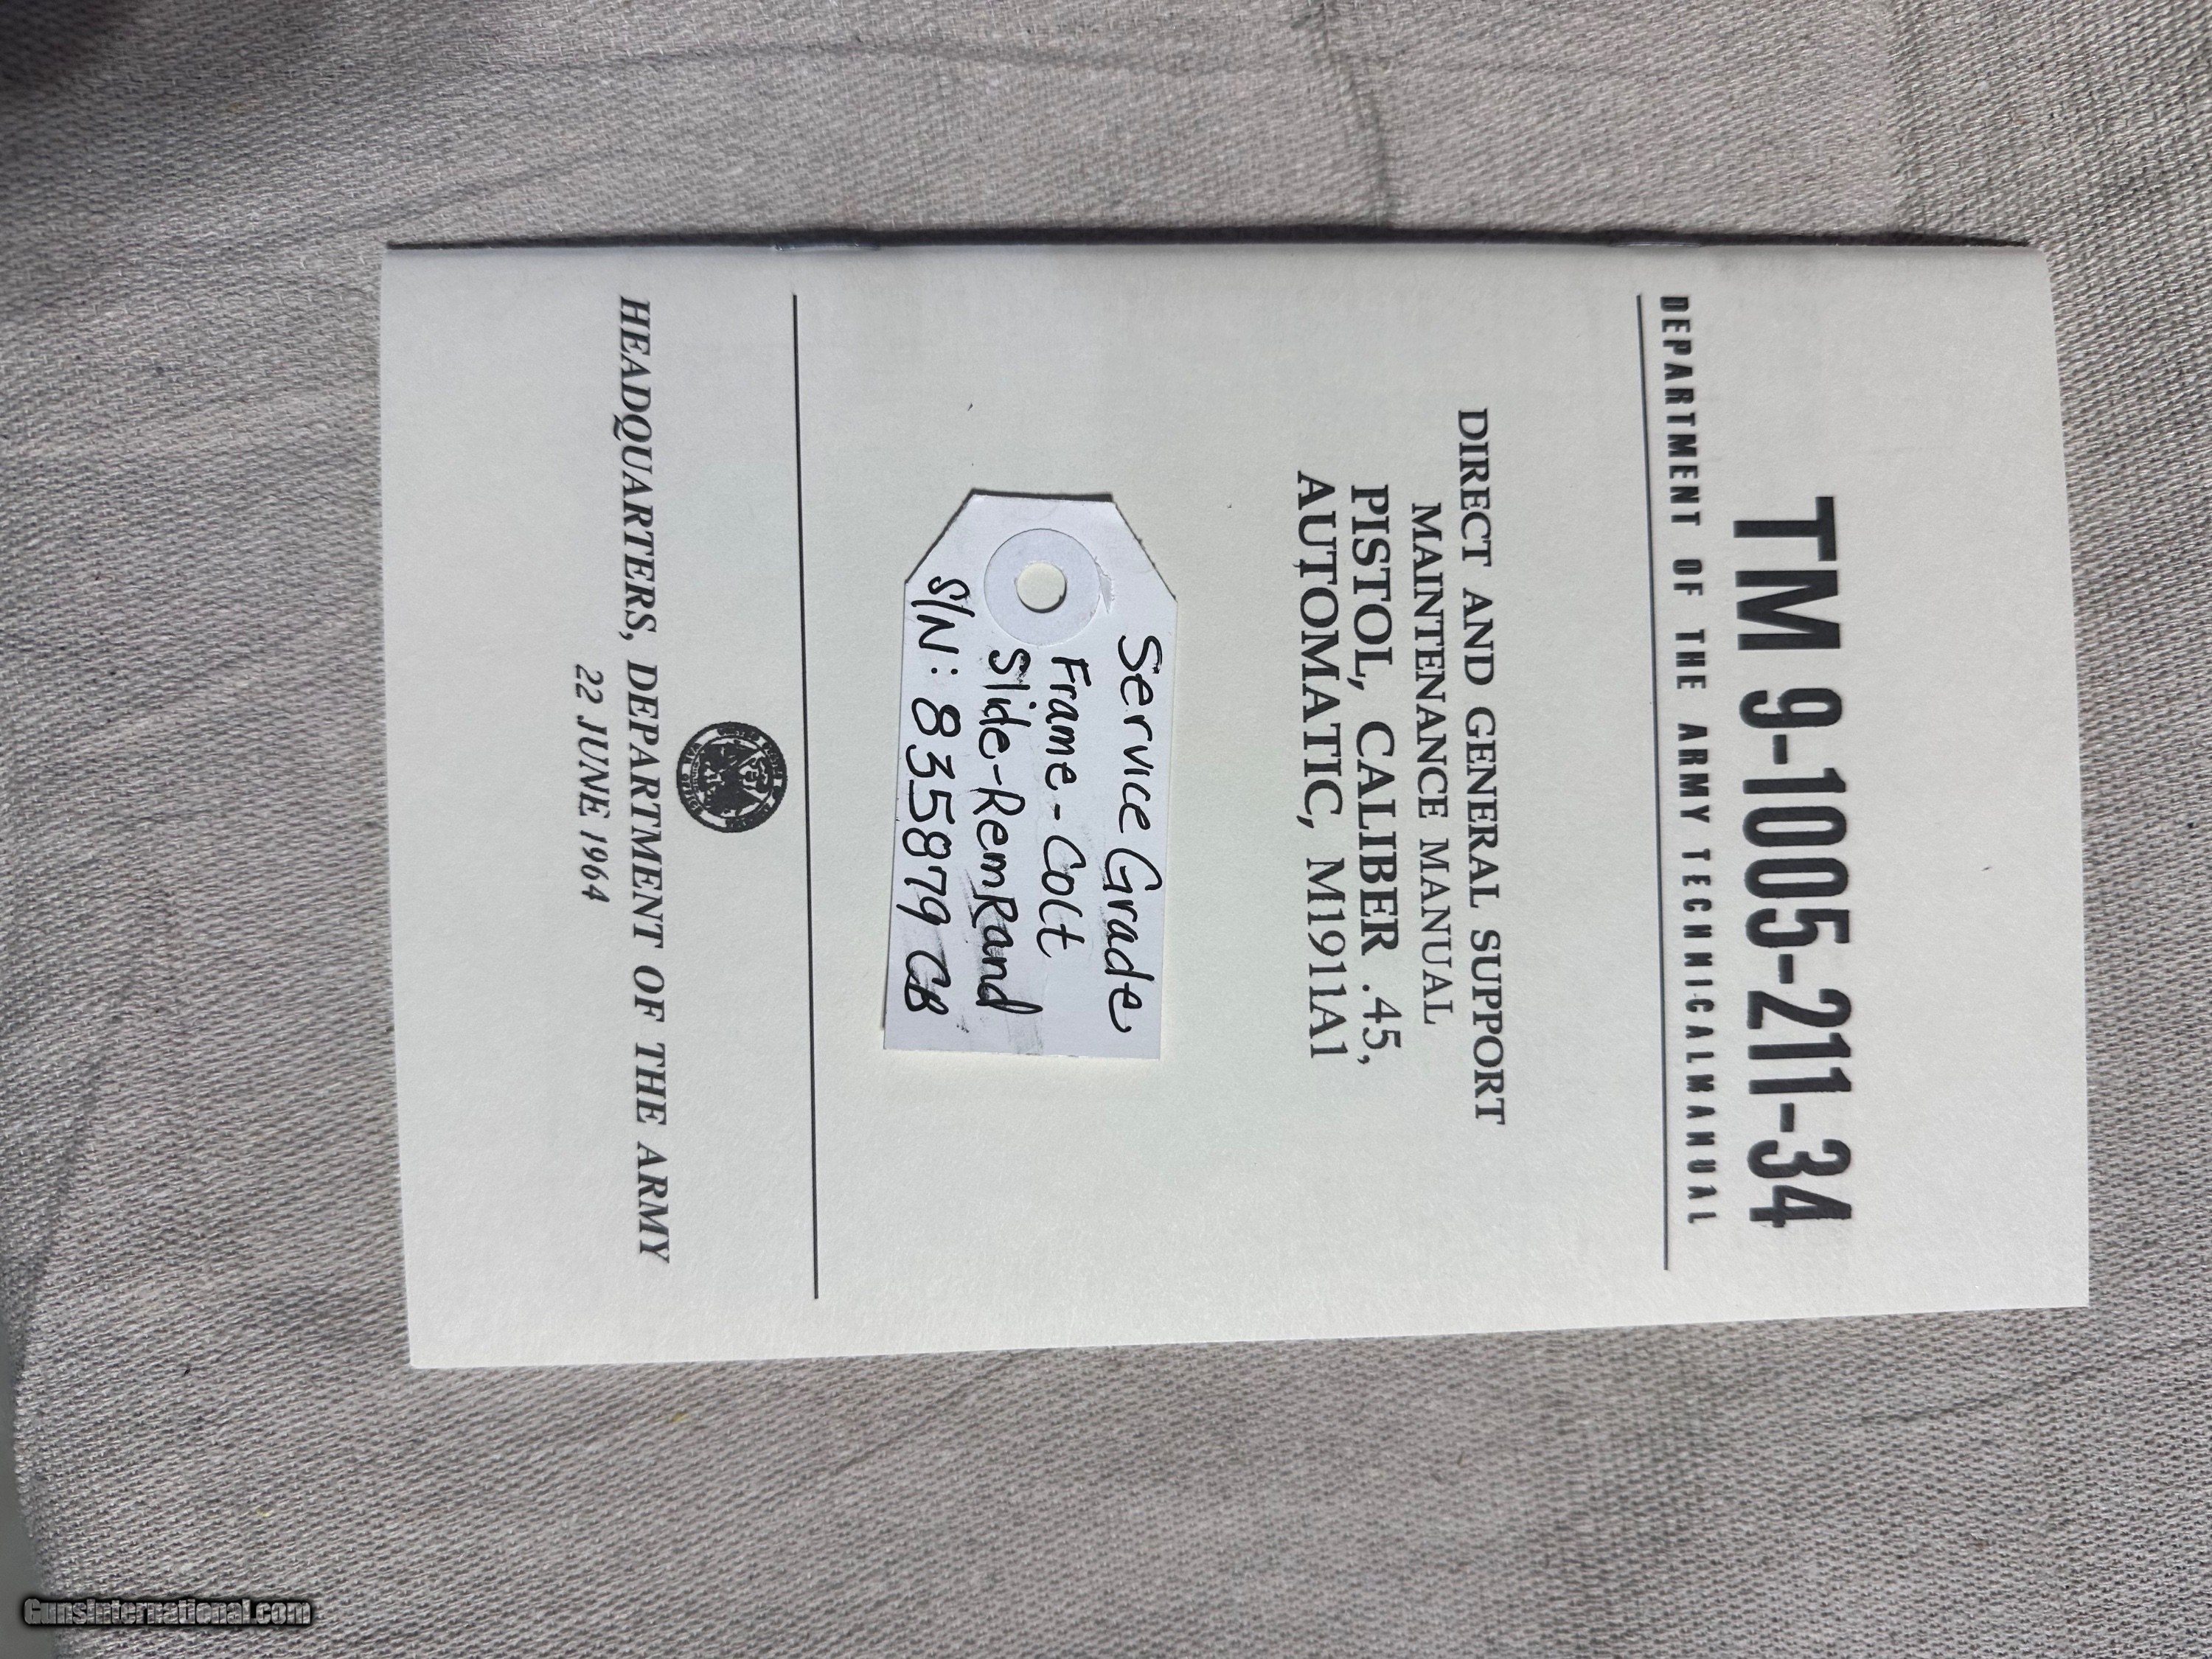 TM 9-1005-211-34
DEPARTMENT OF THE ARMY TECHNICAL MANUAL
DIRECT AND GENERAL SUPPORT
MAINTENANCE MANUAL
PISTOL, CALIBER .45,
AUTOMATIC, M1911A1
Service Grade
Frame-Colt
Slide-RemRand
S/N: 835879 CB
HEADQUARTERS, DEPARTMENT OF THE ARMY
22 JUNE 1964
GunsInternational.com